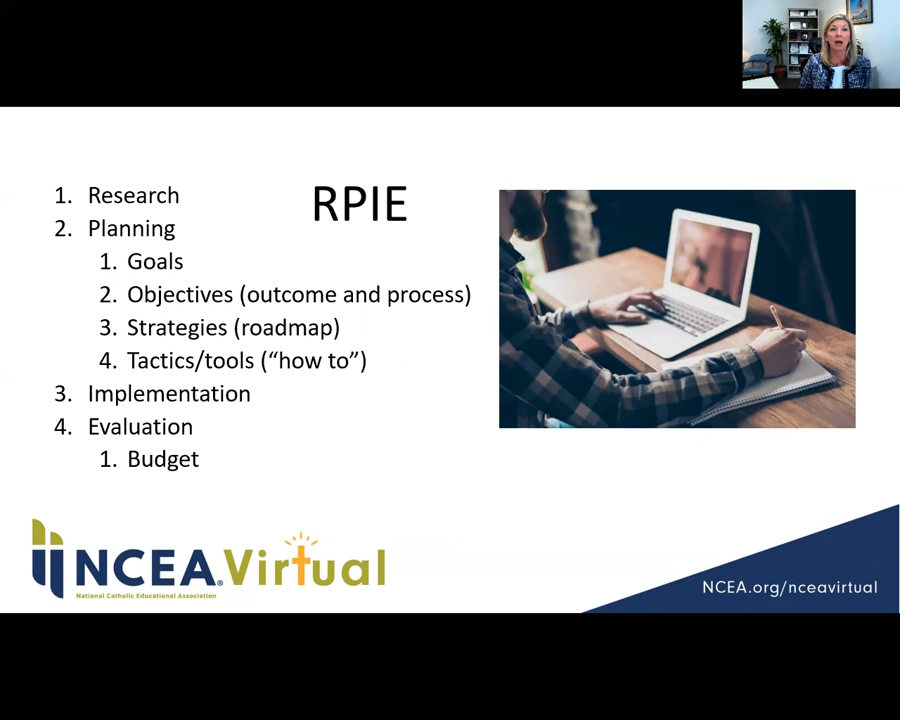 RPIE
1. Research
2. Planning
1. Goals
2. Objectives (outcome and process)
3. Strategies (roadmap)
4. Tactics/tools (“how to”)
3. Implementation
4. Evaluation
1. Budget
NCEA® Virtual
National Catholic Educational Association
NCEA.org/nceavirtual